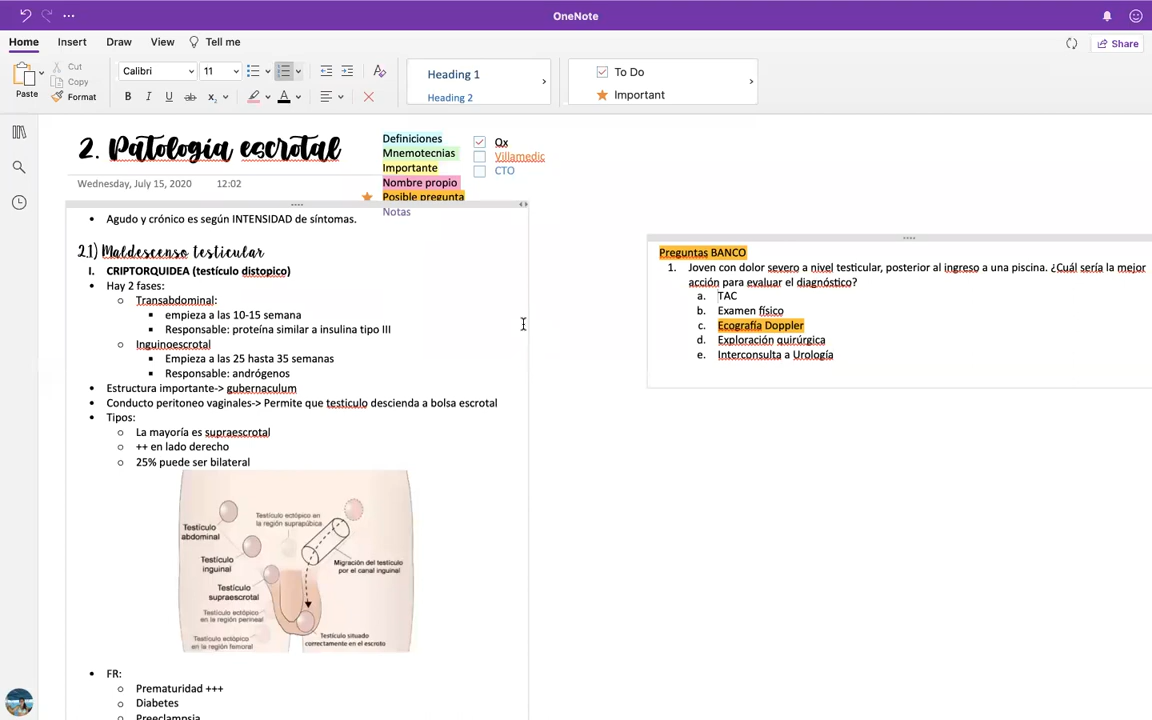 OneNote
Home
Insert
Draw
View
Tell me
Share
Paste
Cut
Copy
Format
Calibri
11
B
I
U
ab
X₂
A
Heading 1
Heading 2
To Do
Important
2. Patología escrotal
Wednesday, July 15, 2020
12:02
Definiciones
Mnemotecnias
Importante
Nombre propio
Posible pregunta
Notas
Qx
Villamedic
CTO
• Agudo y crónico es según INTENSIDAD de síntomas.
2.1) Maldescenso testicular
I. CRIPTORQUIDEA (testículo distopico)
• Hay 2 fases:
o Transabdominal:
▪ empieza a las 10-15 semana
▪ Responsable: proteína similar a insulina tipo III
o Inguinoescrotal
▪ Empieza a las 25 hasta 35 semanas
▪ Responsable: andrógenos
• Estructura importante-> gubernaculum
• Conducto peritoneo vaginales-> Permite que testiculo descienda a bolsa escrotal
• Tipos:
o La mayoría es supraescrotal
o ++ en lado derecho
o 25% puede ser bilateral
Testículo ectópico en
la región suprapúbica
Testículo
abdominal
Testículo
inguinal
Migración del testículo
por el canal inguinal
Testículo
supraescrotal
Testículo ectópico
en la región perineal
Testículo ectópico
en la región femoral
Testículo situado
correctamente en el escroto
• FR:
o Prematuridad +++
o Diabetes
o Preeclampsia
Preguntas BANCO
1. Joven con dolor severo a nivel testicular, posterior al ingreso a una piscina. ¿Cuál sería la mejor
acción para evaluar el diagnóstico?
a. TAC
b. Examen físico
c. Ecografía Doppler
d. Exploración quirúrgica
e. Interconsulta a Urología